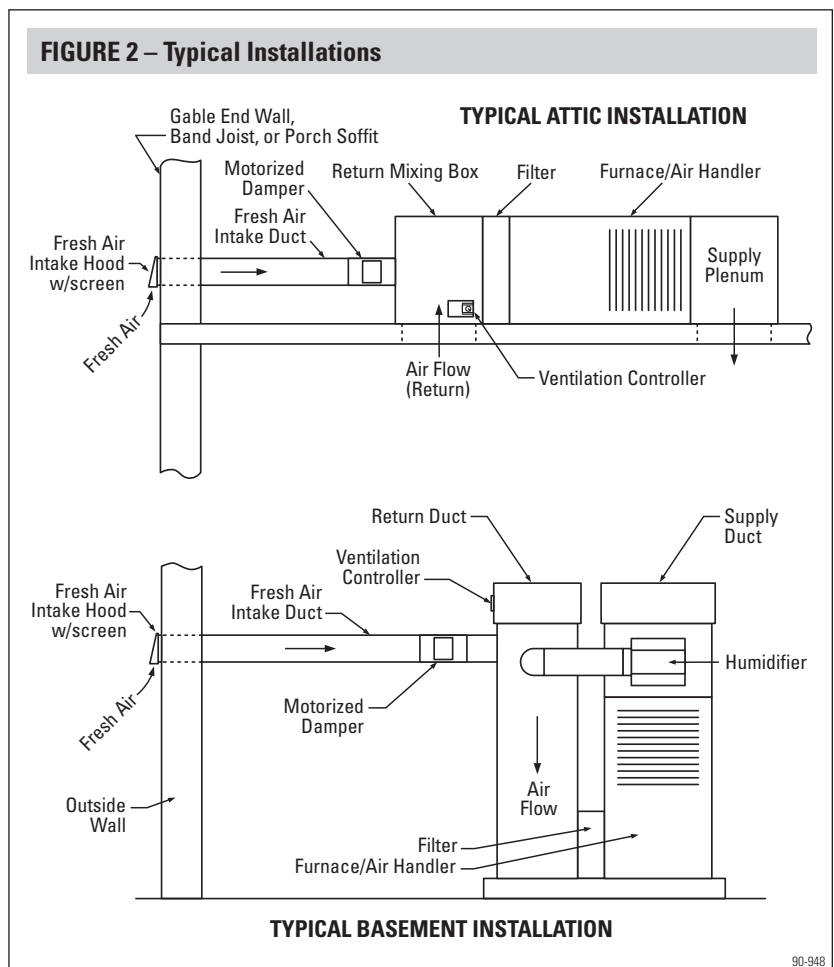 FIGURE 2 – Typical Installations
TYPICAL ATTIC INSTALLATION
Gable End Wall,
Band Joist, or Porch Soffit
Motorized
Damper
Return Mixing Box
Filter
Furnace/Air Handler
Fresh Air
Intake Duct
Fresh Air
Intake Hood
w/screen
Supply
Plenum
Fresh Air
Air Flow
(Return)
Ventilation Controller
Return Duct
Supply
Duct
Ventilation
Controller
Fresh Air
Intake Hood
w/screen
Fresh Air
Intake Duct
Humidifier
Fresh Air
Motorized
Damper
Air
Flow
Outside
Wall
Filter
Furnace/Air Handler
TYPICAL BASEMENT INSTALLATION
90-948